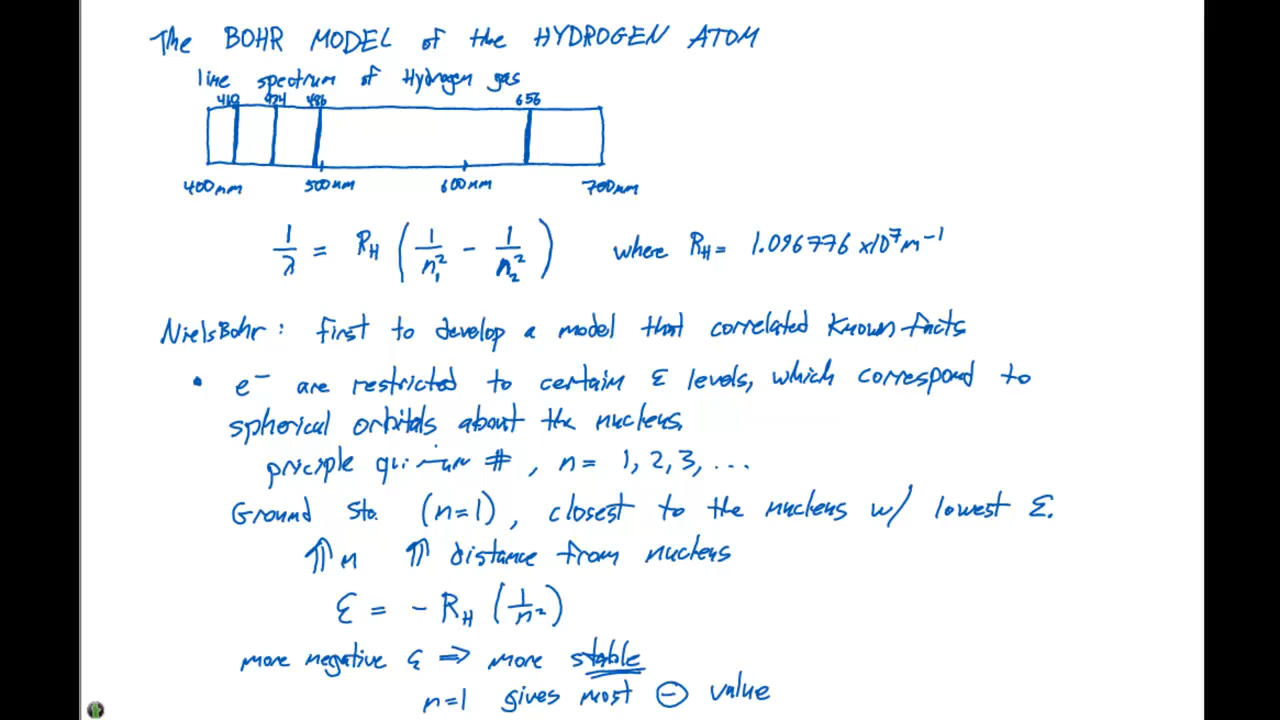 The BOHR MODEL of the HYDROGEN ATOM
line spectrum of Hydrogen gas
410 424 486 656
400nm 500nm 600nm 700nm
1/λ = R_H (1/n₁² - 1/n₂²) where R_H = 1.096776 x10⁷ m⁻¹
Niels Bohr: first to develop a model that correlated known facts
• e⁻ are restricted to certain ε levels, which correspond to
spherical orbitals about the nucleus.
priciple #, n = 1, 2, 3, ...
Ground (n=1), closest to the nucleus w/ lowest ε.
⇑ n ⇑ distance from nucleus
ε = - R_H (1/n²)
more negative ε ⇒ more stable
n=1 gives most ⊖ value